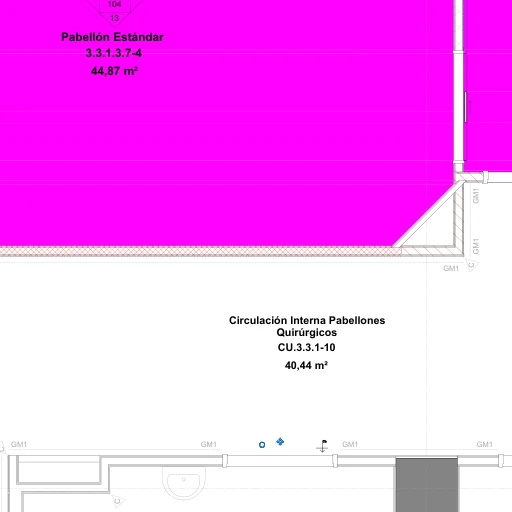 104
13
Pabellón Estándar
3.3.1.3.7-4
44,87 m²
GM1
GM1
GM1
C
Circulación Interna Pabellones
Quirúrgicos
CU.3.3.1-10
40,44 m²
GM1
GM1
GM1
GM1
C